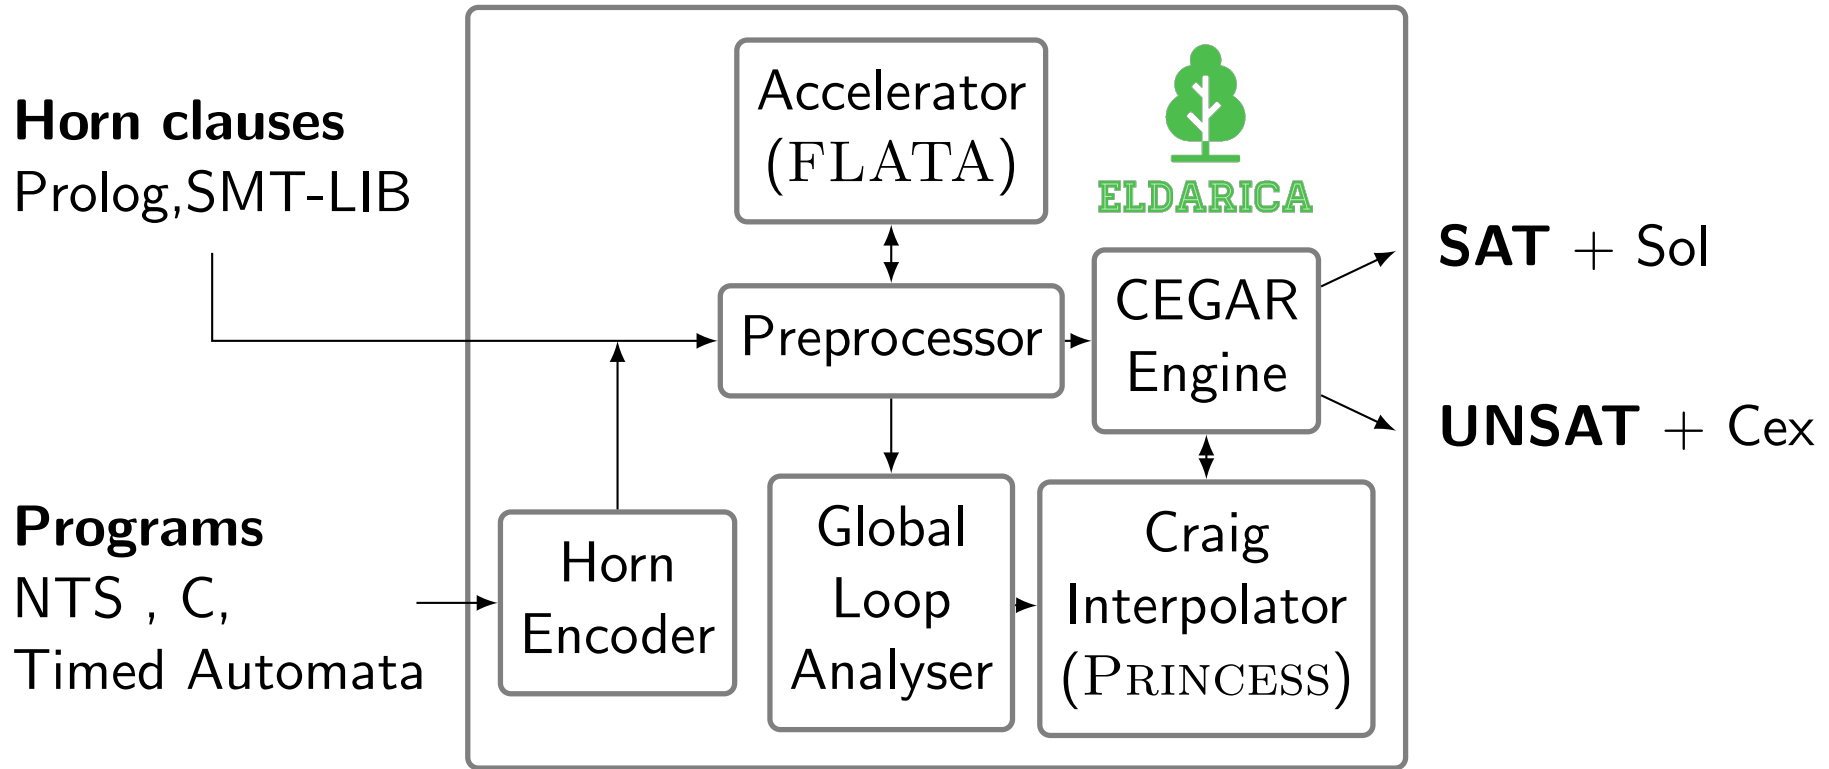 Horn clauses
Prolog,SMT-LIB
Programs
NTS , C,
Timed Automata
Accelerator
(FLATA)
ELDARICA
Preprocessor
CEGAR
Engine
Horn
Encoder
Global
Loop
Analyser
Craig
Interpolator
(PRINCESS)
SAT + Sol
UNSAT + Cex